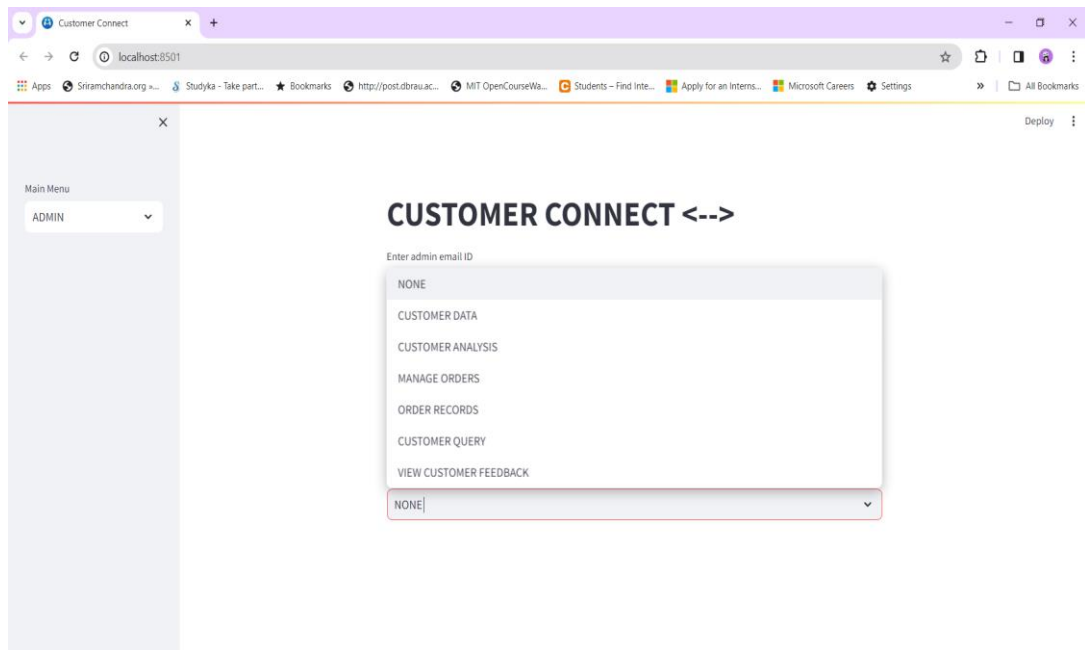 Customer Connect
localhost:8501
Apps Sriramchandra.org »... Studyka - Take part... Bookmarks http://post.dbrau.ac... MIT OpenCourseWa... Students – Find Inte... Apply for an Interns... Microsoft Careers Settings » All Bookmarks
Deploy
Main Menu
ADMIN
CUSTOMER CONNECT <-->
Enter admin email ID
NONE
CUSTOMER DATA
CUSTOMER ANALYSIS
MANAGE ORDERS
ORDER RECORDS
CUSTOMER QUERY
VIEW CUSTOMER FEEDBACK
NONE